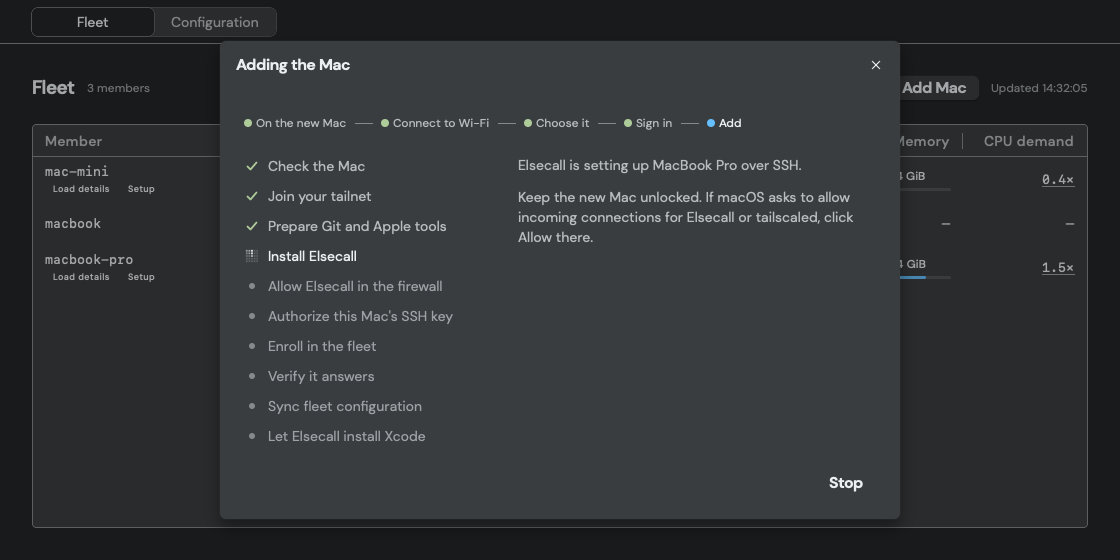 Fleet
Configuration
Adding the Mac
Fleet 3 members
Add Mac
Updated 14:32:05
On the new Mac — Connect to Wi-Fi — Choose it — Sign in — Add
Member
Memory
CPU demand
mac-mini
Load details Setup
GiB
0.4×
macbook
—
—
macbook-pro
Load details Setup
GiB
1.5×
Check the Mac
Join your tailnet
Prepare Git and Apple tools
Install Elsecall
Allow Elsecall in the firewall
Authorize this Mac's SSH key
Enroll in the fleet
Verify it answers
Sync fleet configuration
Let Elsecall install Xcode
Elsecall is setting up MacBook Pro over SSH.
Keep the new Mac unlocked. If macOS asks to allow
incoming connections for Elsecall or tailscaled, click
Allow there.
Stop